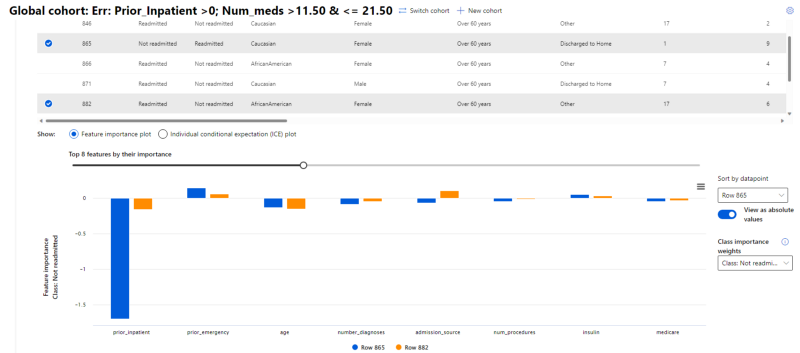 Global cohort: Err: Prior_Inpatient >0; Num_meds >11.50 & <= 21.50 Switch cohort + New cohort
846 Readmitted Not readmitted Caucasian Female Over 60 years Other 17 2
865 Not readmitted Readmitted Caucasian Female Over 60 years Discharged to Home 1 9
866 Readmitted Not readmitted AfricanAmerican Female Over 60 years Other 7 4
871 Readmitted Not readmitted Caucasian Male Over 60 years Discharged to Home 7 4
882 Readmitted Not readmitted AfricanAmerican Female Over 60 years Other 17 6
Show: Feature importance plot Individual conditional expectation (ICE) plot
Top 8 features by their importance
Sort by datapoint
Row 865
View as absolute
values
Class importance
weights
Class: Not readmi...
Feature importance
Class: Not readmitted
0
−0.5
−1
−1.5
prior_inpatient prior_emergency age number_diagnoses admission_source num_procedures insulin medicare
Row 865 Row 882